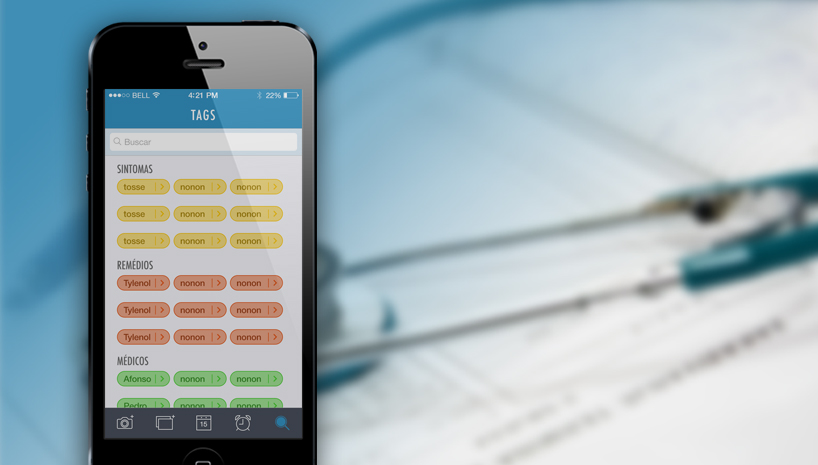 BELL 4:21 PM 22%
TAGS
Buscar
SINTOMAS
tosse nonon nonon
tosse nonon nonon
tosse nonon nonon
REMÉDIOS
Tylenol nonon nonon
Tylenol nonon nonon
Tylenol nonon nonon
MÉDICOS
Afonso nonon nonon
Pedro nonon nonon
15